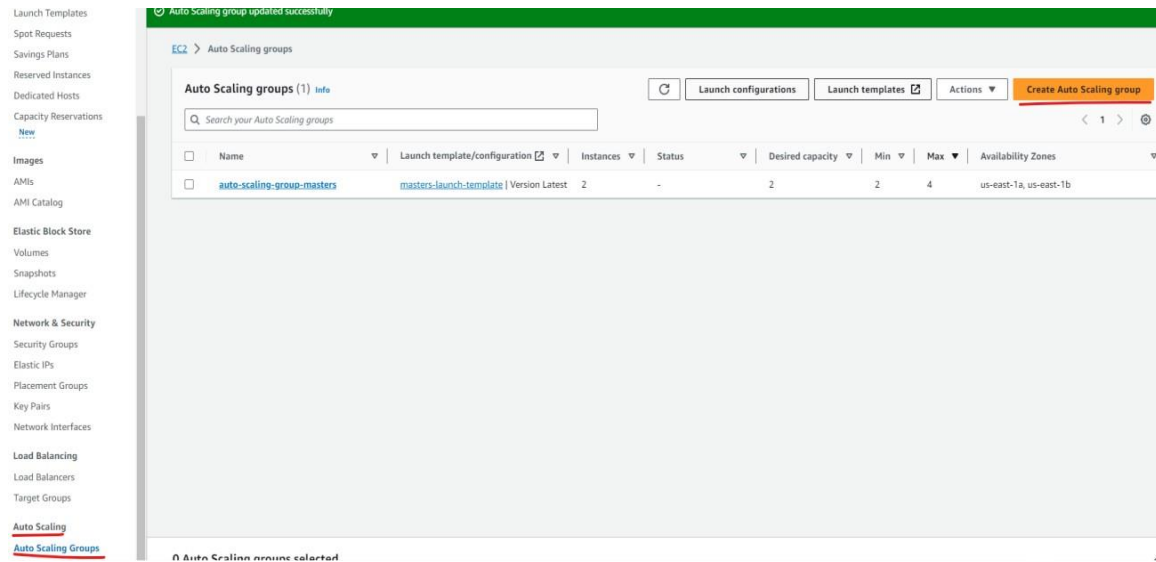 Launch Templates
Spot Requests
Savings Plans
Reserved Instances
Dedicated Hosts
Capacity Reservations
New
Images
AMIs
AMI Catalog
Elastic Block Store
Volumes
Snapshots
Lifecycle Manager
Network & Security
Security Groups
Elastic IPs
Placement Groups
Key Pairs
Network Interfaces
Load Balancing
Load Balancers
Target Groups
Auto Scaling
Auto Scaling Groups
Auto Scaling group updated successfully
EC2 > Auto Scaling groups
Auto Scaling groups (1) Info
Launch configurations
Launch templates
Actions
Create Auto Scaling group
Search your Auto Scaling groups
< 1 >
Name Launch template/configuration Instances Status Desired capacity Min Max Availability Zones
auto-scaling-group-masters masters-launch-template | Version Latest 2 - 2 2 4 us-east-1a, us-east-1b
0 Auto Scaling groups selected